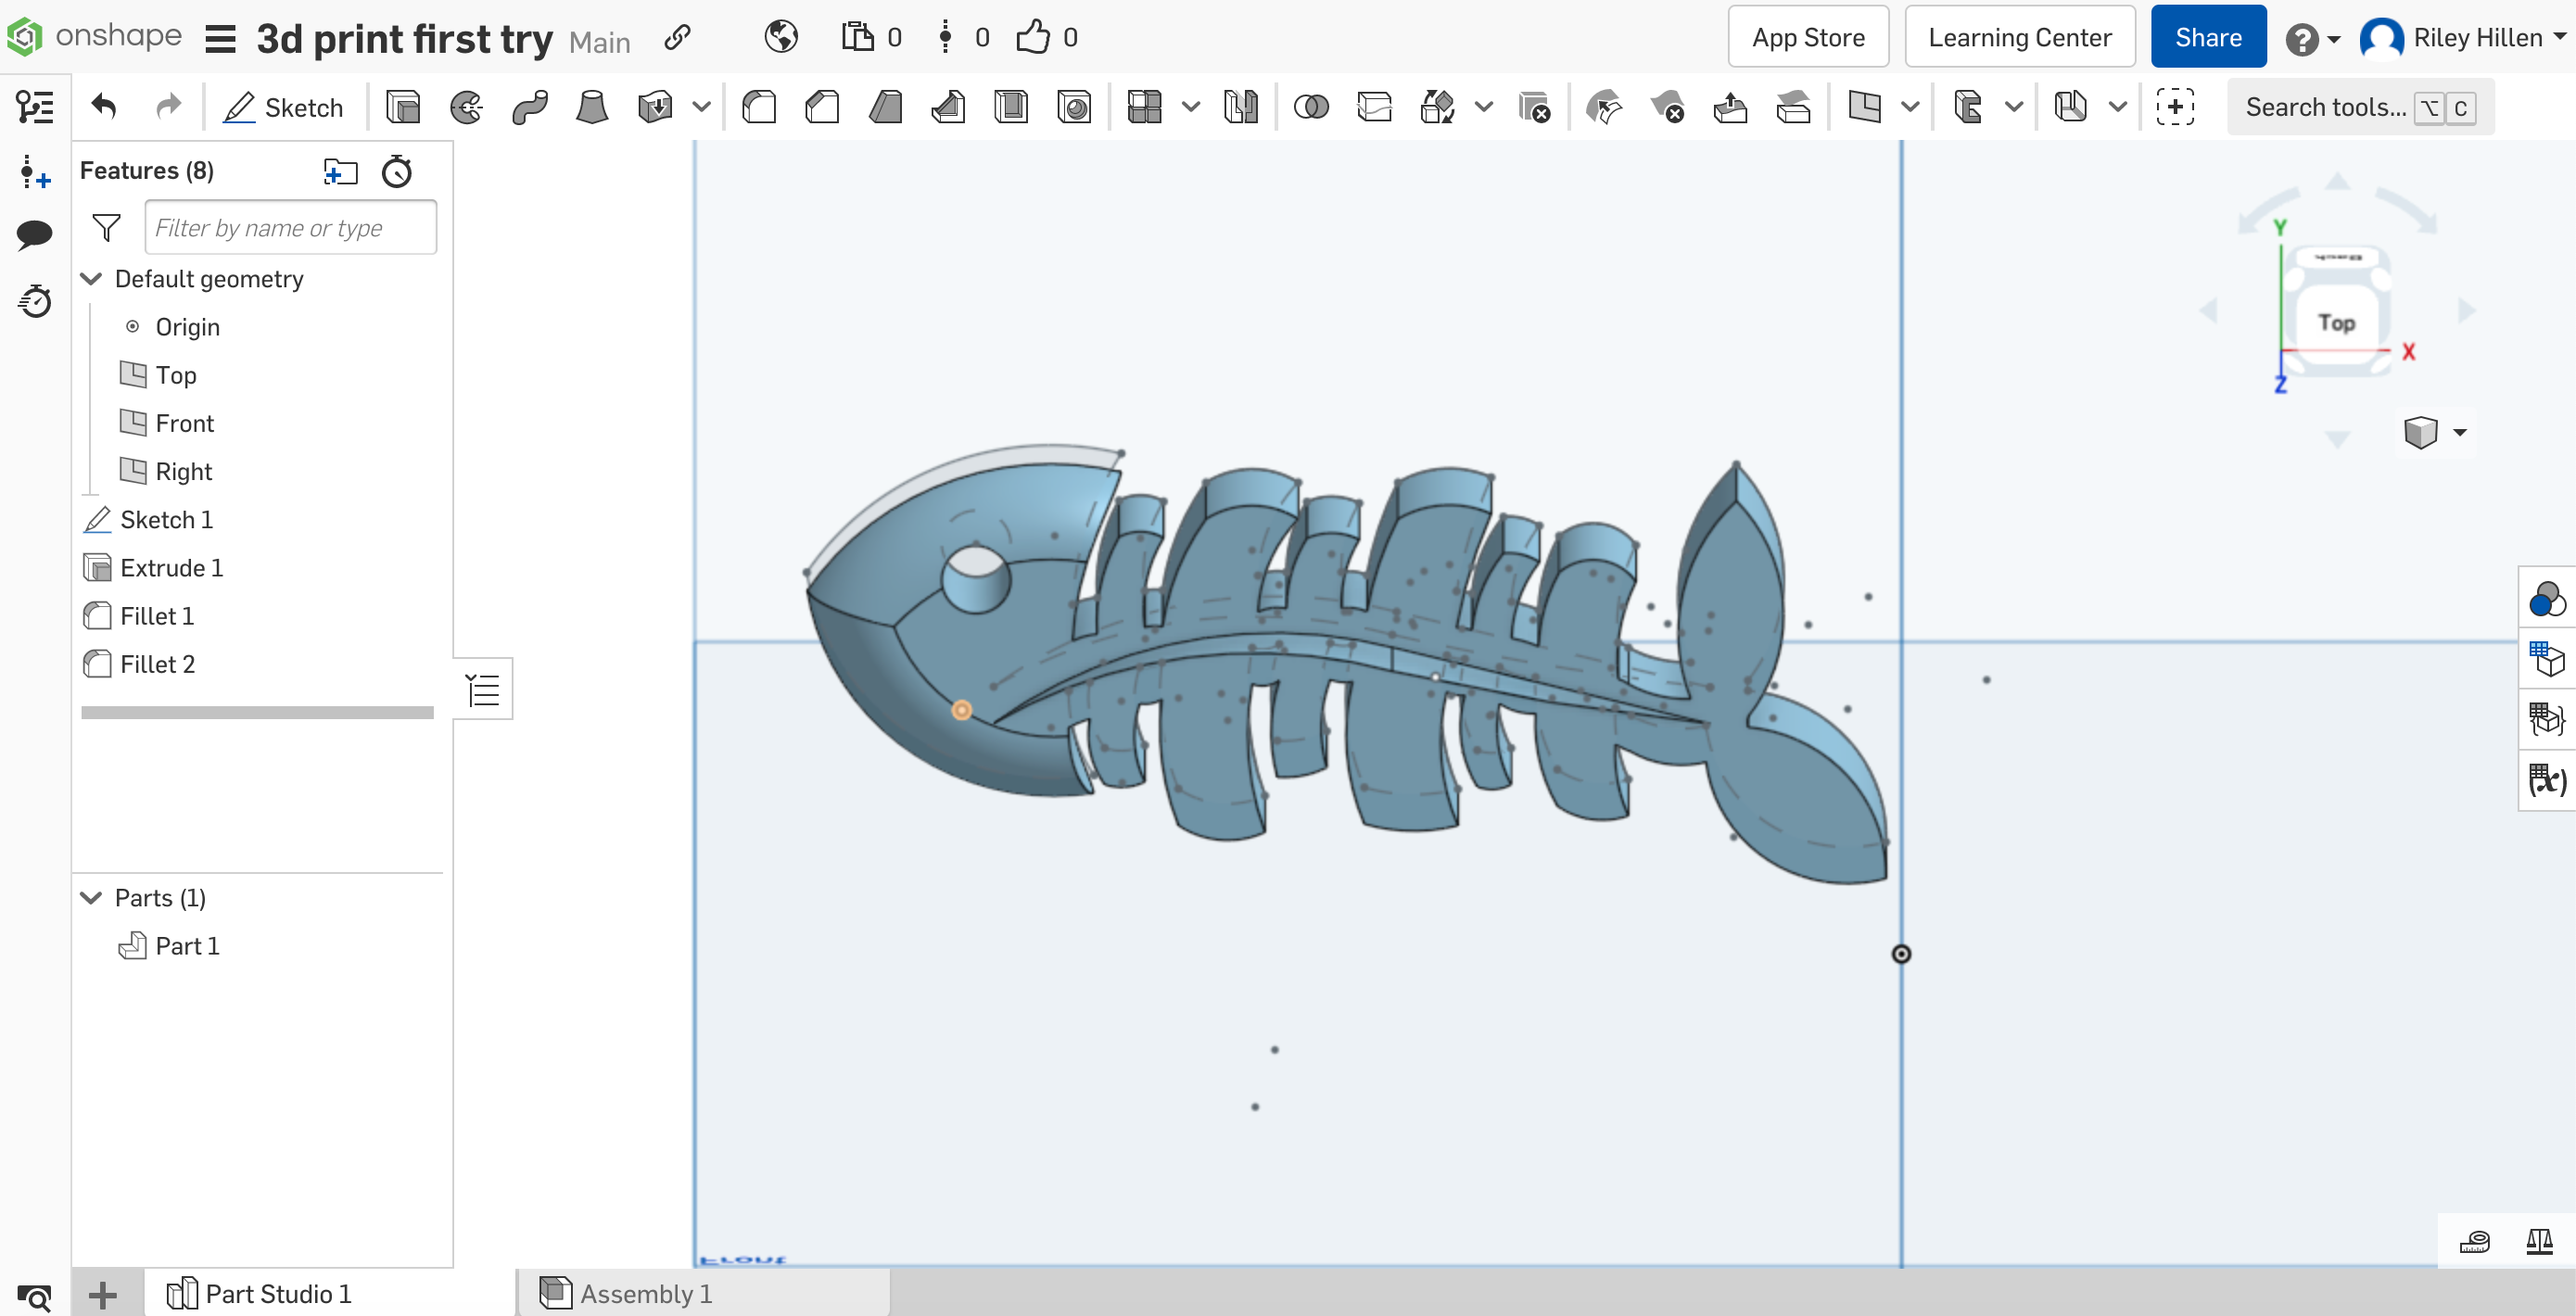 onshape 3d print first try Main 0 0 0 App Store Learning Center Share ? Riley Hillen
Sketch Search tools... ⌥ C
Features (8)
Filter by name or type
Default geometry
Origin
Top
Front
Right
Sketch 1
Extrude 1
Fillet 1
Fillet 2
Parts (1)
Part 1
Y
Top
X
Z
(x)
Front
Part Studio 1
Assembly 1